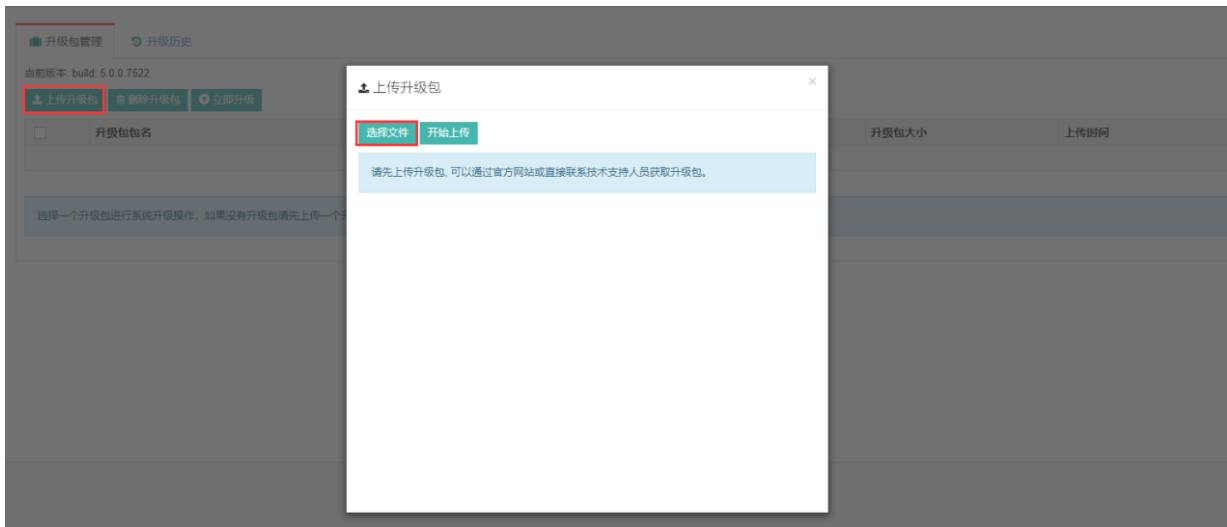 升级包管理 升级历史
当前版本: build: 5.0.0.7522
上传升级包 删除升级包 立即升级
升级包包名 升级包大小 上传时间
选择一个升级包进行系统升级操作，如果没有升级包请先上传一个
上传升级包 ×
选择文件 开始上传
请先上传升级包, 可以通过官方网站或直接联系技术支持人员获取升级包。